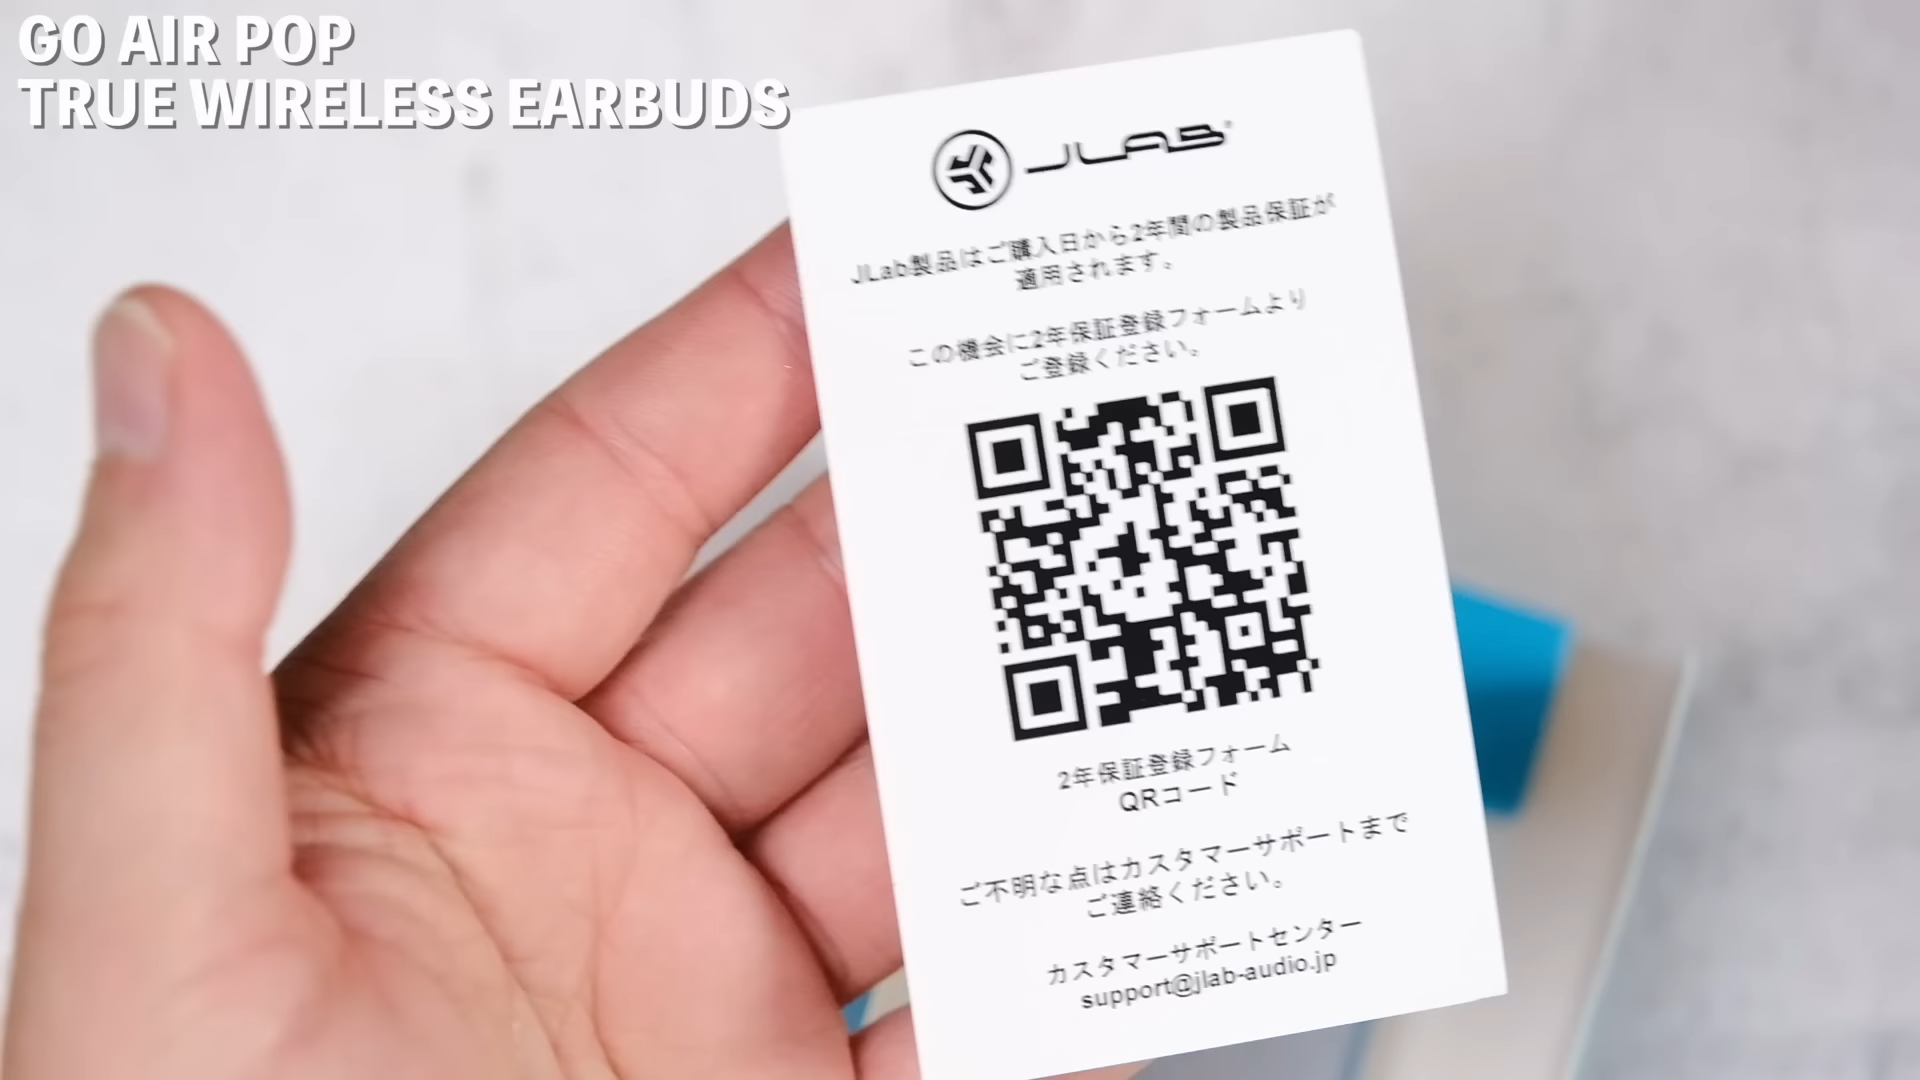 GO AIR POP
TRUE WIRELESS EARBUDS
JLAB
JLab製品はご購入日から2年間の製品保証が
適用されます。
この機会に2年保証登録フォームより
ご登録ください。
2年保証登録フォーム
QRコード
ご不明な点はカスタマーサポートまで
ご連絡ください。
カスタマーサポートセンター
support@jlab-audio.jp